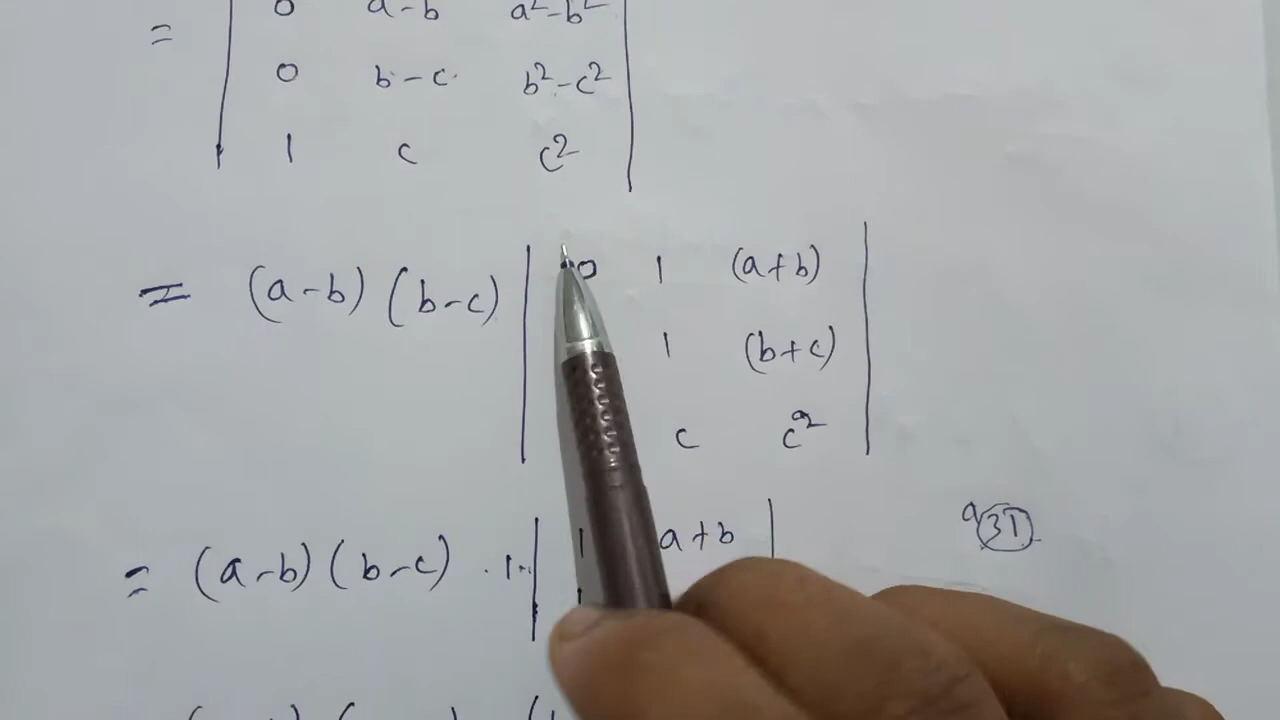 0 a-b a²-b²
=
0 b-c b²-c²
1 c c²
= (a-b) (b-c) 0 1 (a+b)
1 (b+c)
c c²
31
= (a-b) (b-c) . 1 . 1 a+b